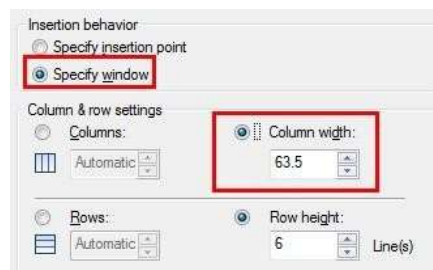 Insertion behavior
Specify insertion point
Specify window
Column & row settings
Columns:
Column width:
Automatic
63.5
Rows:
Row height:
Automatic
6
Line(s)